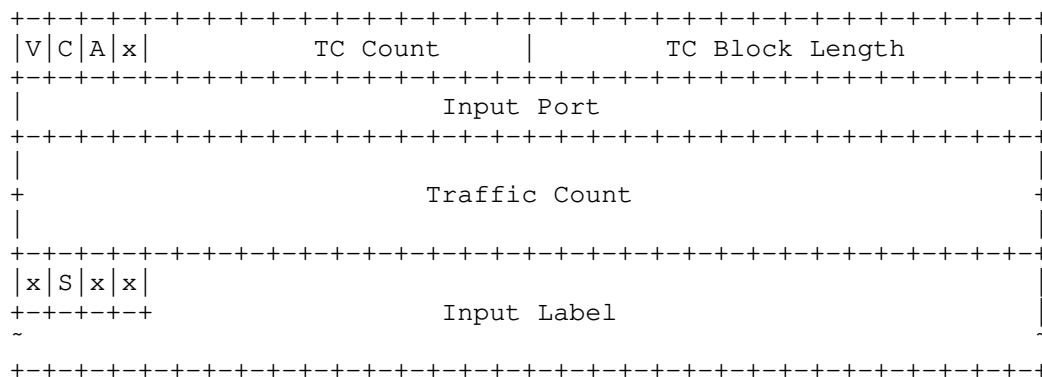 +-+-+-+-+-+-+-+-+-+-+-+-+-+-+-+-+-+-+-+-+-+-+-+-+-+-+-+-+-+-+-+-+
|V|C|A|x|          TC Count     |        TC Block Length        |
+-+-+-+-+-+-+-+-+-+-+-+-+-+-+-+-+-+-+-+-+-+-+-+-+-+-+-+-+-+-+-+-+
|                          Input Port                           |
+-+-+-+-+-+-+-+-+-+-+-+-+-+-+-+-+-+-+-+-+-+-+-+-+-+-+-+-+-+-+-+-+
|                                                               |
+                         Traffic Count                         +
|                                                               |
+-+-+-+-+-+-+-+-+-+-+-+-+-+-+-+-+-+-+-+-+-+-+-+-+-+-+-+-+-+-+-+-+
|x|S|x|x|                                                       |
+-+-+-+-+                  Input Label                          |
~                                                               ~
+-+-+-+-+-+-+-+-+-+-+-+-+-+-+-+-+-+-+-+-+-+-+-+-+-+-+-+-+-+-+-+-+